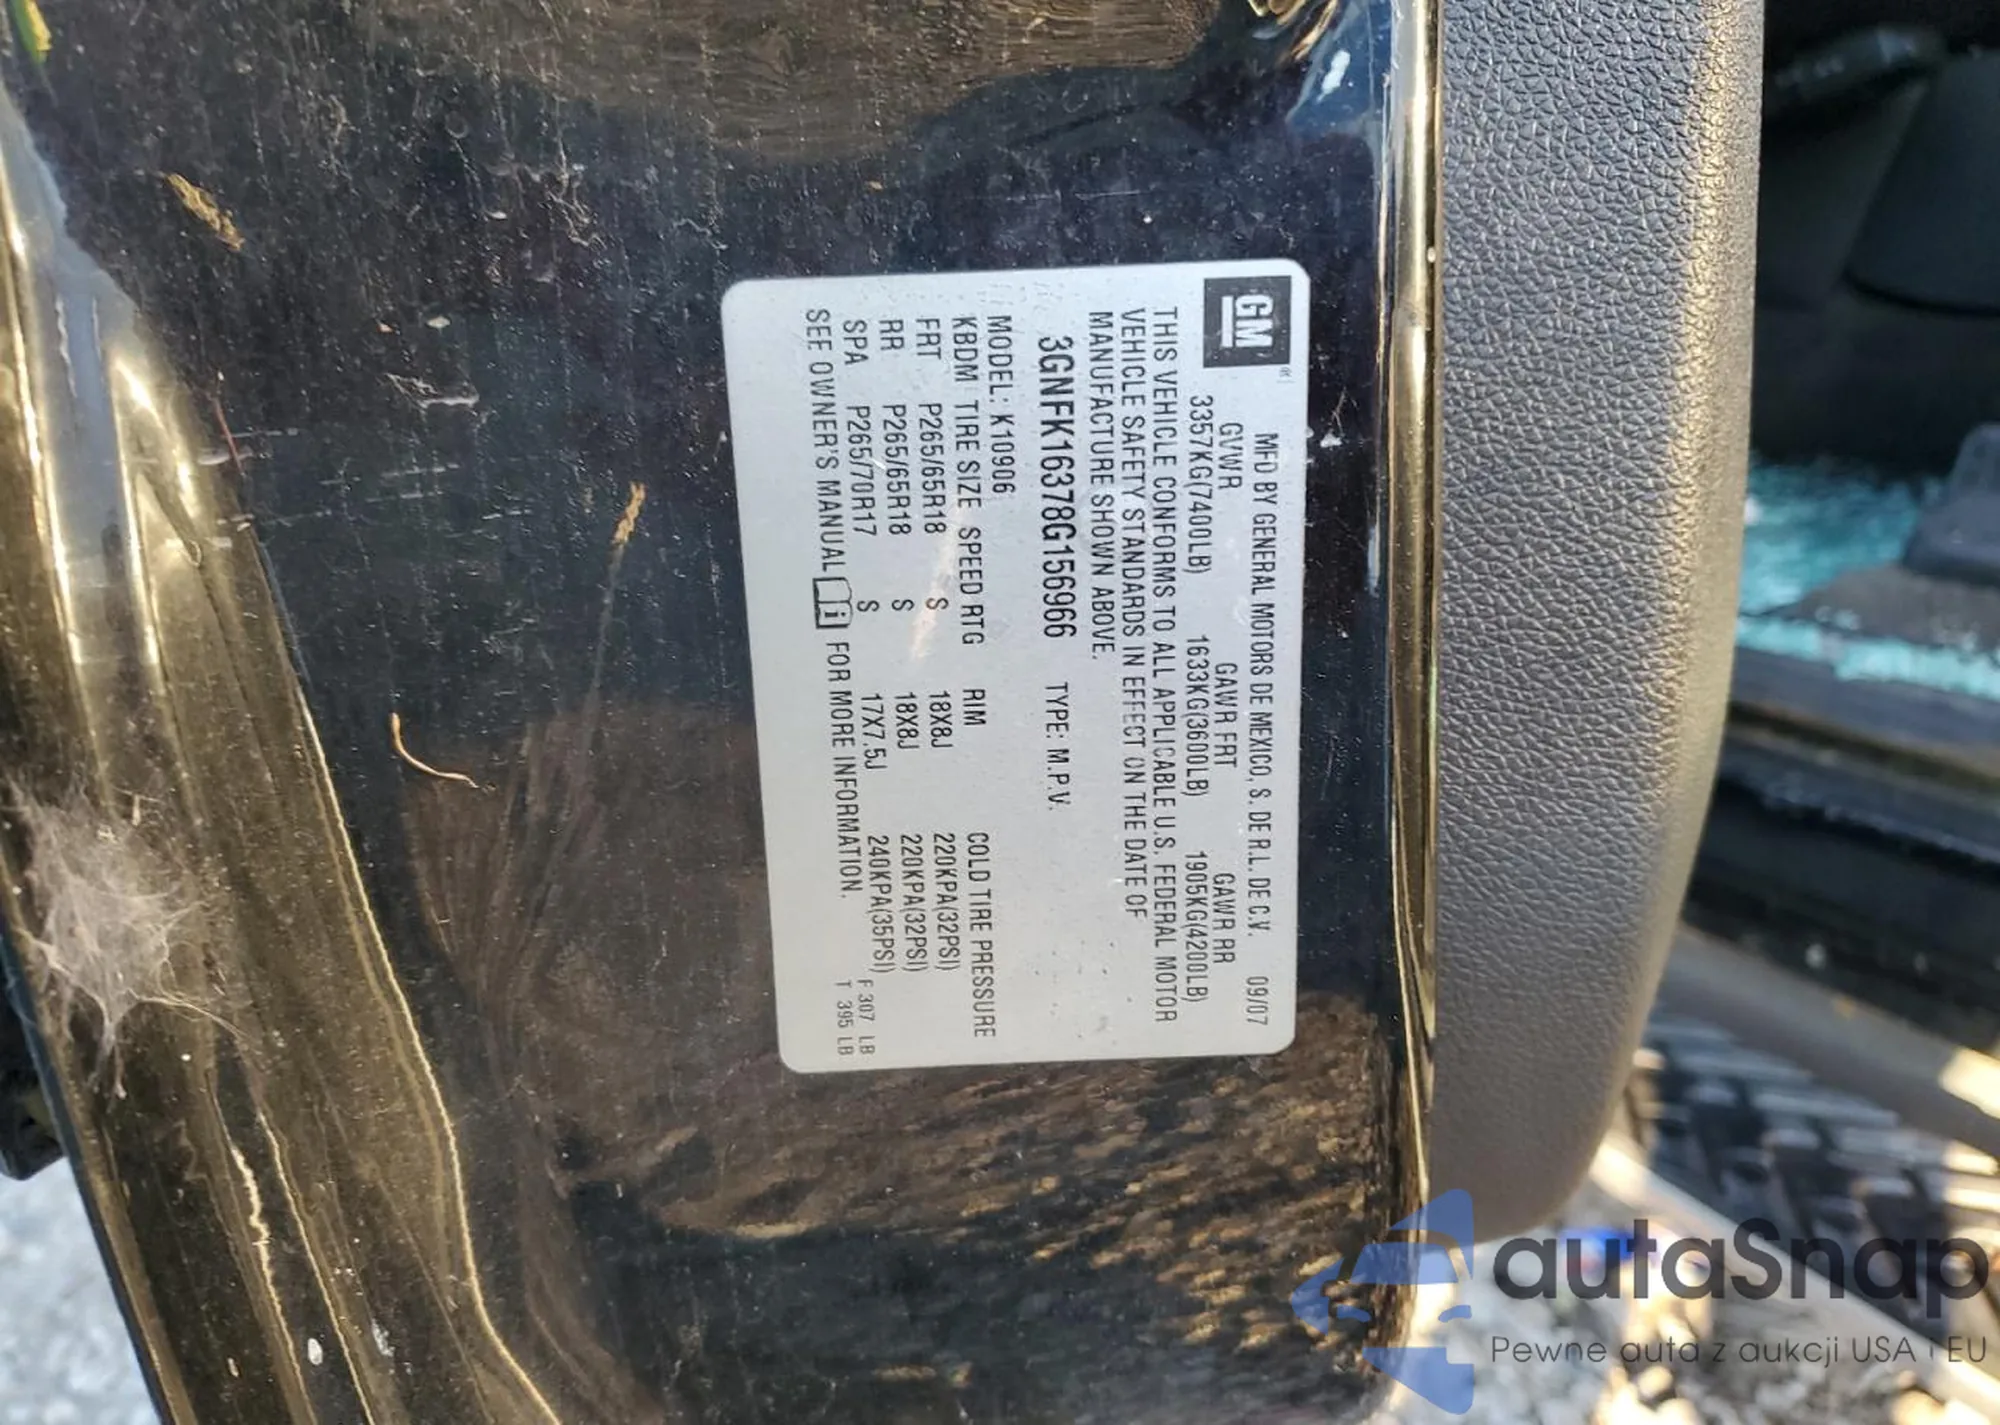 GM
MFD BY GENERAL MOTORS DE MEXICO, S. DE R.L. DE C.V. 09/07
GVWR GAWR FRT GAWR RR
3357KG(7400LB) 1633KG(3600LB) 1905KG(4200LB)
THIS VEHICLE CONFORMS TO ALL APPLICABLE U.S. FEDERAL MOTOR
VEHICLE SAFETY STANDARDS IN EFFECT ON THE DATE OF
MANUFACTURE SHOWN ABOVE.
3GNFK16378G156966 TYPE: M.P.V.
MODEL: K10906
KBDM TIRE SIZE SPEED RTG RIM COLD TIRE PRESSURE
FRT P265/65R18 S 18X8J 220KPA(32PSI)
RR P265/65R18 S 18X8J 220KPA(32PSI)
SPA P265/70R17 S 17X7.5J 240KPA(35PSI) F 307 LB
SEE OWNER'S MANUAL i FOR MORE INFORMATION. T 395 LB
autaSnap
Pewne auta z aukcji USA i EU